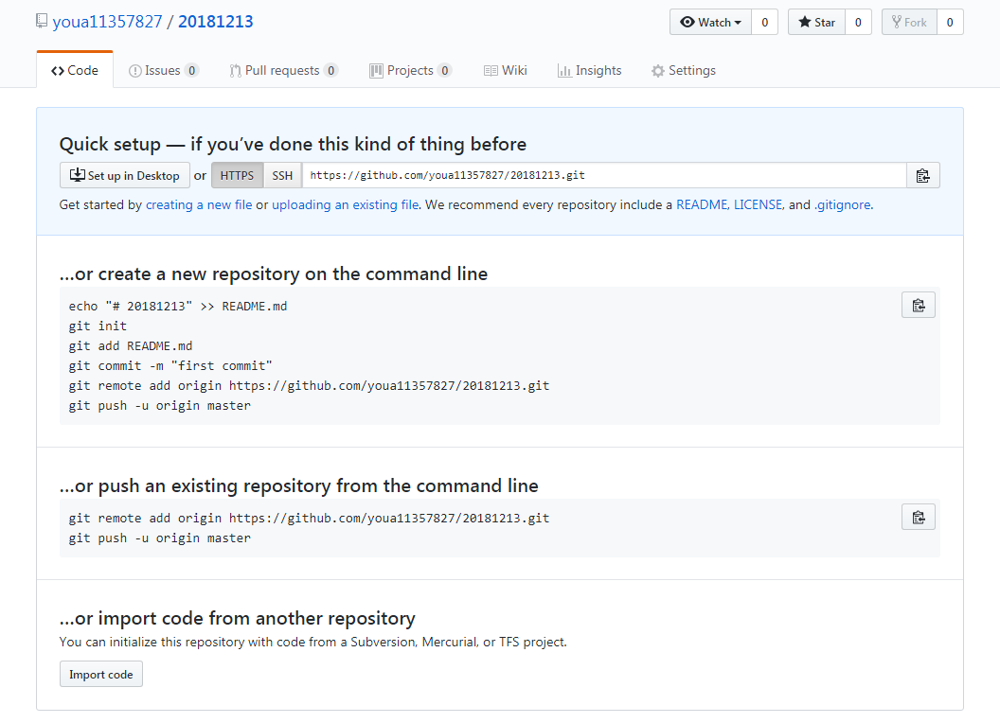 youa11357827 / 20181213
Watch 0 Star 0 Fork 0
Code Issues 0 Pull requests 0 Projects 0 Wiki Insights Settings
Quick setup — if you’ve done this kind of thing before
Set up in Desktop or HTTPS SSH https://github.com/youa11357827/20181213.git
Get started by creating a new file or uploading an existing file. We recommend every repository include a README, LICENSE, and .gitignore.
…or create a new repository on the command line
echo "# 20181213" >> README.md
git init
git add README.md
git commit -m "first commit"
git remote add origin https://github.com/youa11357827/20181213.git
git push -u origin master
…or push an existing repository from the command line
git remote add origin https://github.com/youa11357827/20181213.git
git push -u origin master
…or import code from another repository
You can initialize this repository with code from a Subversion, Mercurial, or TFS project.
Import code